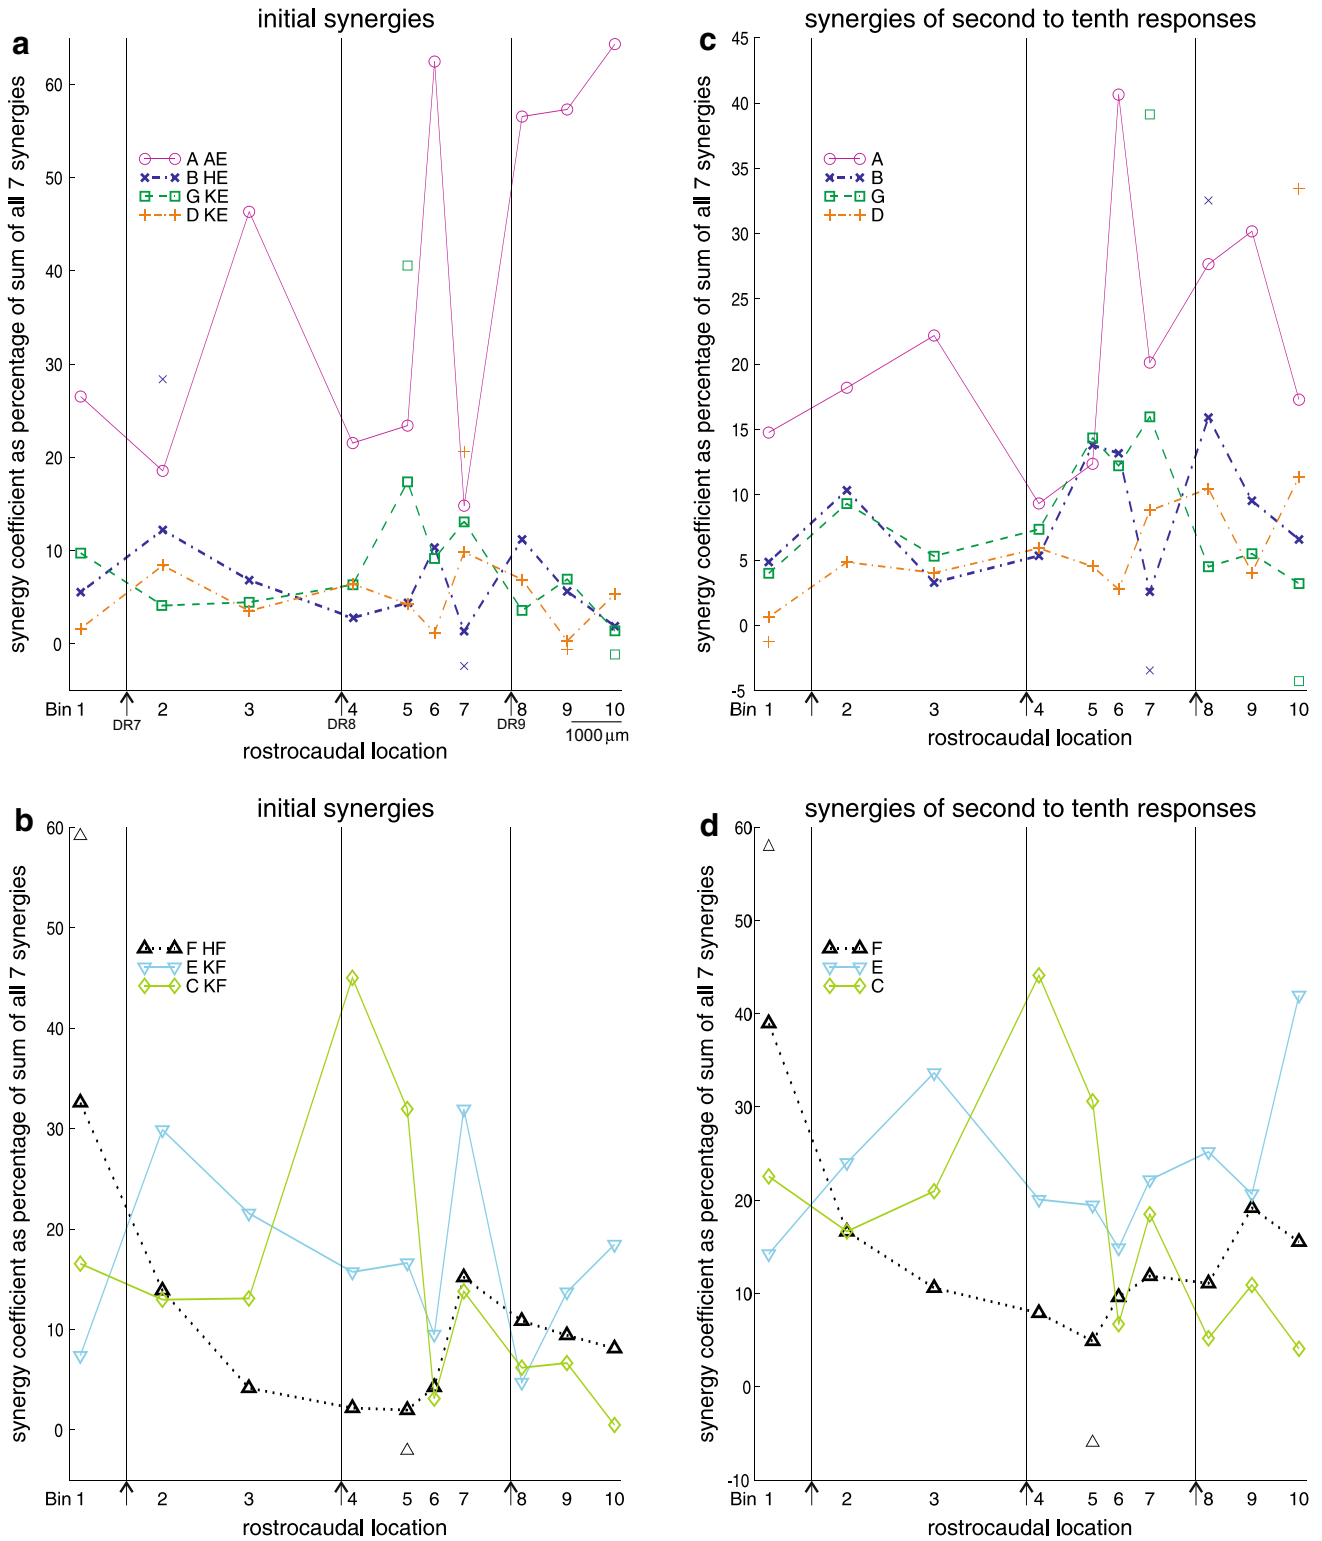 a
initial synergies
synergy coefficient as percentage of sum of all 7 synergies
60
50
40
30
20
10
0
A AE
B HE
G KE
D KE
Bin 1 2 3 4 5 6 7 8 9 10
DR7 DR8 DR9
1000 µm
rostrocaudal location
c
synergies of second to tenth responses
synergy coefficient as percentage of sum of all 7 synergies
45
40
35
30
25
20
15
10
5
0
-5
A
B
G
D
Bin 1 2 3 4 5 6 7 8 9 10
rostrocaudal location
b
initial synergies
synergy coefficient as percentage of sum of all 7 synergies
60
50
40
30
20
10
0
F HF
E KF
C KF
Bin 1 2 3 4 5 6 7 8 9 10
rostrocaudal location
d
synergies of second to tenth responses
synergy coefficient as percentage of sum of all 7 synergies
60
50
40
30
20
10
0
-10
F
E
C
Bin 1 2 3 4 5 6 7 8 9 10
rostrocaudal location